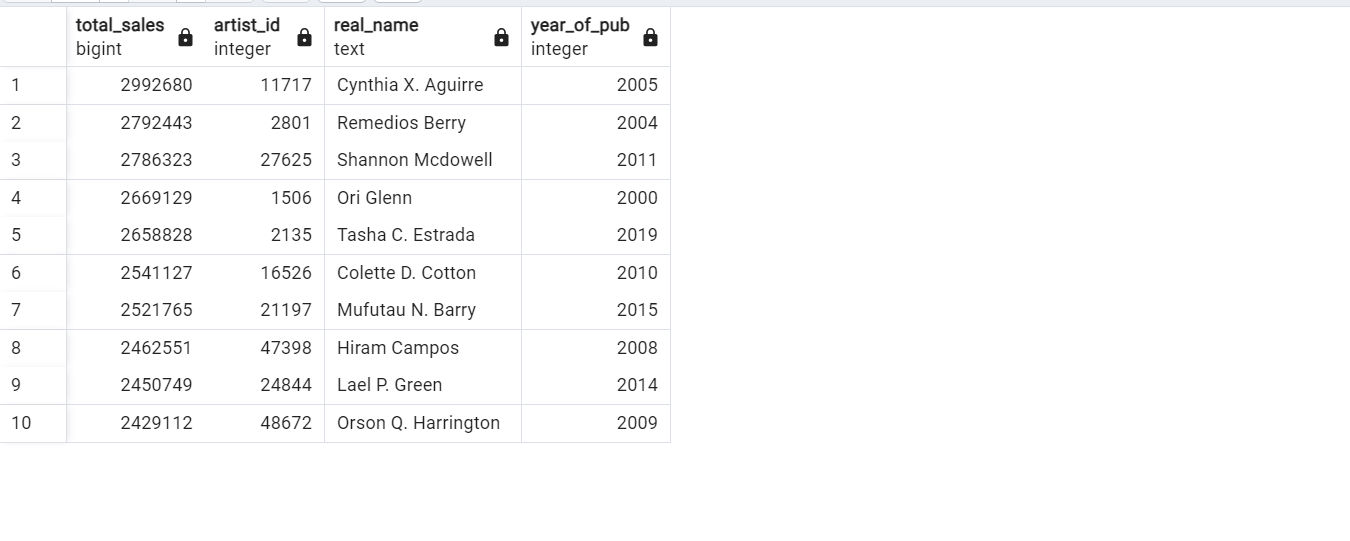 total_sales artist_id real_name year_of_pub
bigint integer text integer
1 2992680 11717 Cynthia X. Aguirre 2005
2 2792443 2801 Remedios Berry 2004
3 2786323 27625 Shannon Mcdowell 2011
4 2669129 1506 Ori Glenn 2000
5 2658828 2135 Tasha C. Estrada 2019
6 2541127 16526 Colette D. Cotton 2010
7 2521765 21197 Mufutau N. Barry 2015
8 2462551 47398 Hiram Campos 2008
9 2450749 24844 Lael P. Green 2014
10 2429112 48672 Orson Q. Harrington 2009